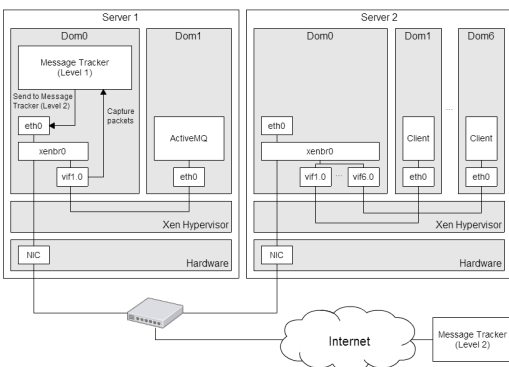 Server 1
Dom0
Message Tracker
(Level 1)
Send to Message
Tracker (Level 2)
Capture
packets
eth0
xenbr0
vif1.0
Dom1
ActiveMQ
eth0
Xen Hypervisor
NIC
Hardware
Server 2
Dom0
eth0
xenbr0
vif1.0
...
vif6.0
Dom1
Client
eth0
...
Dom6
Client
eth0
Xen Hypervisor
NIC
Hardware
Internet
Message Tracker
(Level 2)